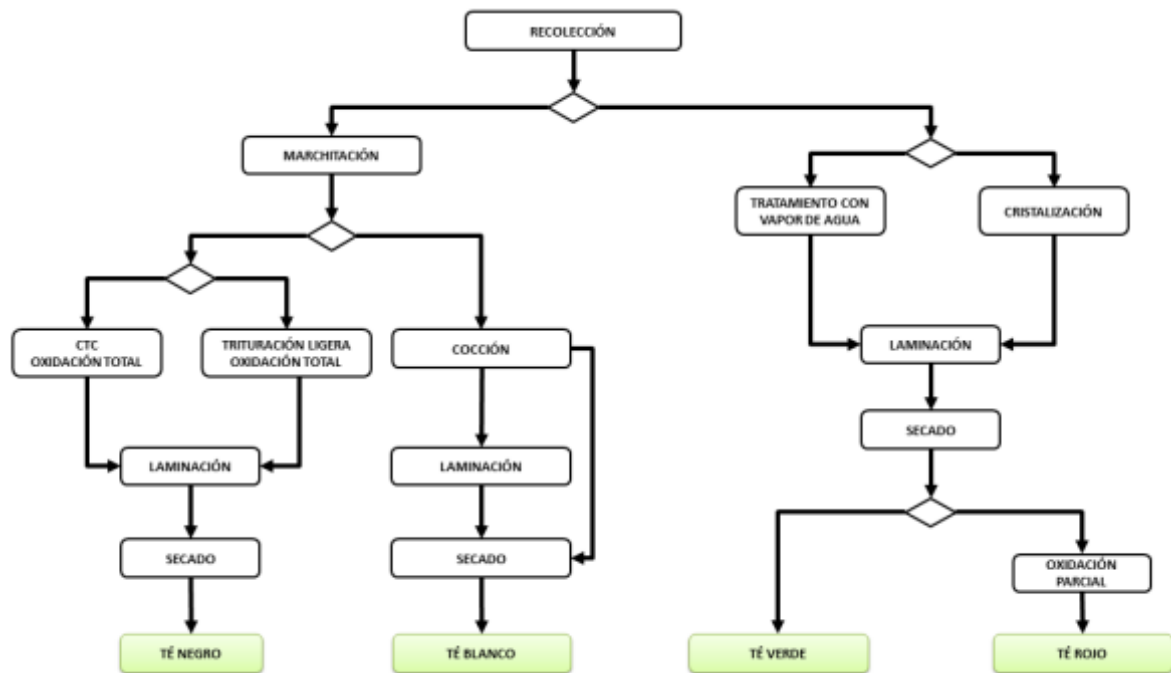 RECOLECCIÓN
MARCHITACIÓN
TRATAMIENTO CON
VAPOR DE AGUA
CRISTALIZACIÓN
CTC
OXIDACIÓN TOTAL
TRITURACIÓN LIGERA
OXIDACIÓN TOTAL
COCCIÓN
LAMINACIÓN
SECADO
LAMINACIÓN
LAMINACIÓN
SECADO
SECADO
OXIDACIÓN
PARCIAL
TÉ NEGRO
TÉ BLANCO
TÉ VERDE
TÉ ROJO